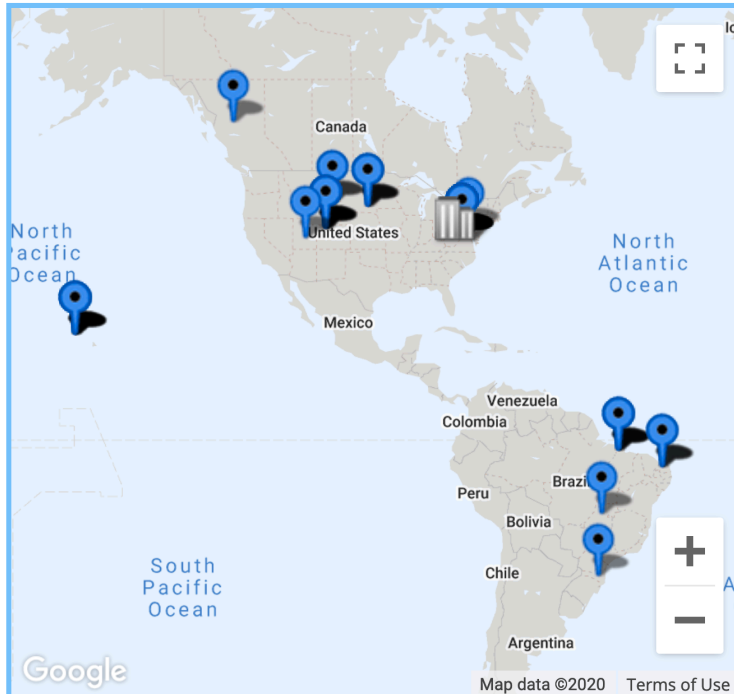 Canada
United States
North
Pacific
Ocean
North
Atlantic
Ocean
Mexico
Venezuela
Colombia
Peru
Bolivia
Chile
South
Pacific
Ocean
Argentina
Google
Map data ©2020
Terms of Use